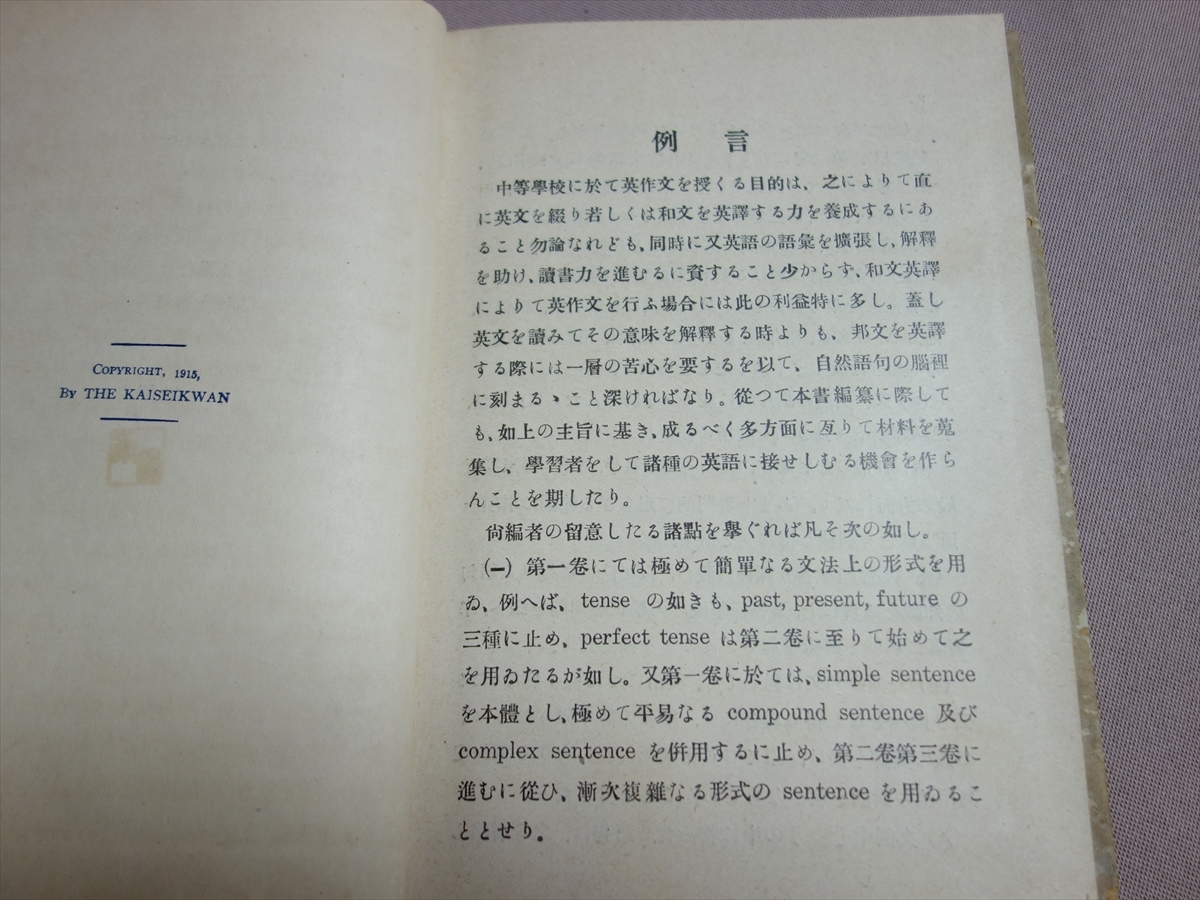 COPYRIGHT, 1915,
BY THE KAISEIKWAN
例言
中等學校に於て英作文を授くる目的は、之によりて直
に英文を綴り若しくは和文を英譯する力を養成するにあ
ること勿論なれども、同時に又英語の語彙を擴張し、解釋
を助け、讀書力を進むるに資すること少からず、和文英譯
によりて英作文を行ふ場合には此の利益特に多し。蓋し
英文を讀みてその意味を解釋する時よりも、邦文を英譯
する際には一層の苦心を要するを以て、自然語句の腦裡
に刻まるゝこと深ければなり。從つて本書編纂に際して
も、如上の主旨に基き、成るべく多方面に亙りて材料を蒐
集し、學習者をして諸種の英語に接せしむる機會を作ら
んことを期したり。
尙編者の留意したる諸點を擧ぐれば凡そ次の如し。
(一) 第一卷にては極めて簡單なる文法上の形式を用
ゐ、例へば、tense の如きも、past, present, future の
三種に止め、perfect tense は第二卷に至りて始めて之
を用ゐたるが如し。又第一卷に於ては、simple sentence
を本體とし、極めて平易なる compound sentence 及び
complex sentence を併用するに止め、第二卷第三卷に
進むに從ひ、漸次複雜なる形式の sentence を用ゐるこ
ととせり。